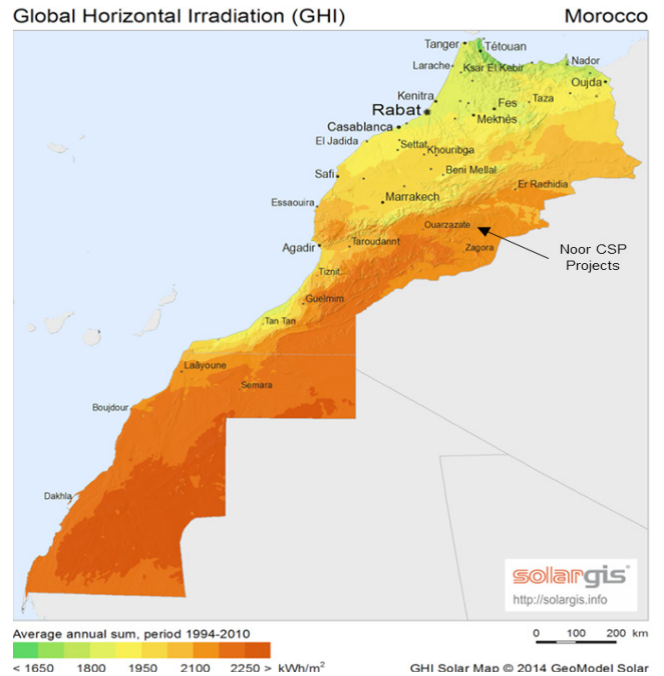 Global Horizontal Irradiation (GHI) Morocco
Tanger
Tétouan
Larache
Ksar El Kebir
Nador
Oujda
Kenitra
Fes
Taza
Rabat
Meknés
Casablanca
El Jadida
Settat
Khouribga
Safi
Beni Mellal
Er Rachidia
Essaouira
Marrakech
Ouarzazate
Agadir
Taroudannt
Zagora
Noor CSP
Projects
Tiznit
Guelmim
Tan Tan
Laâyoune
Semara
Boujdour
Dakhla
solargis®
http://solargis.info
Average annual sum, period 1994-2010
0 100 200 km
< 1650 1800 1950 2100 2250 > kWh/m²
GHI Solar Map © 2014 GeoModel Solar